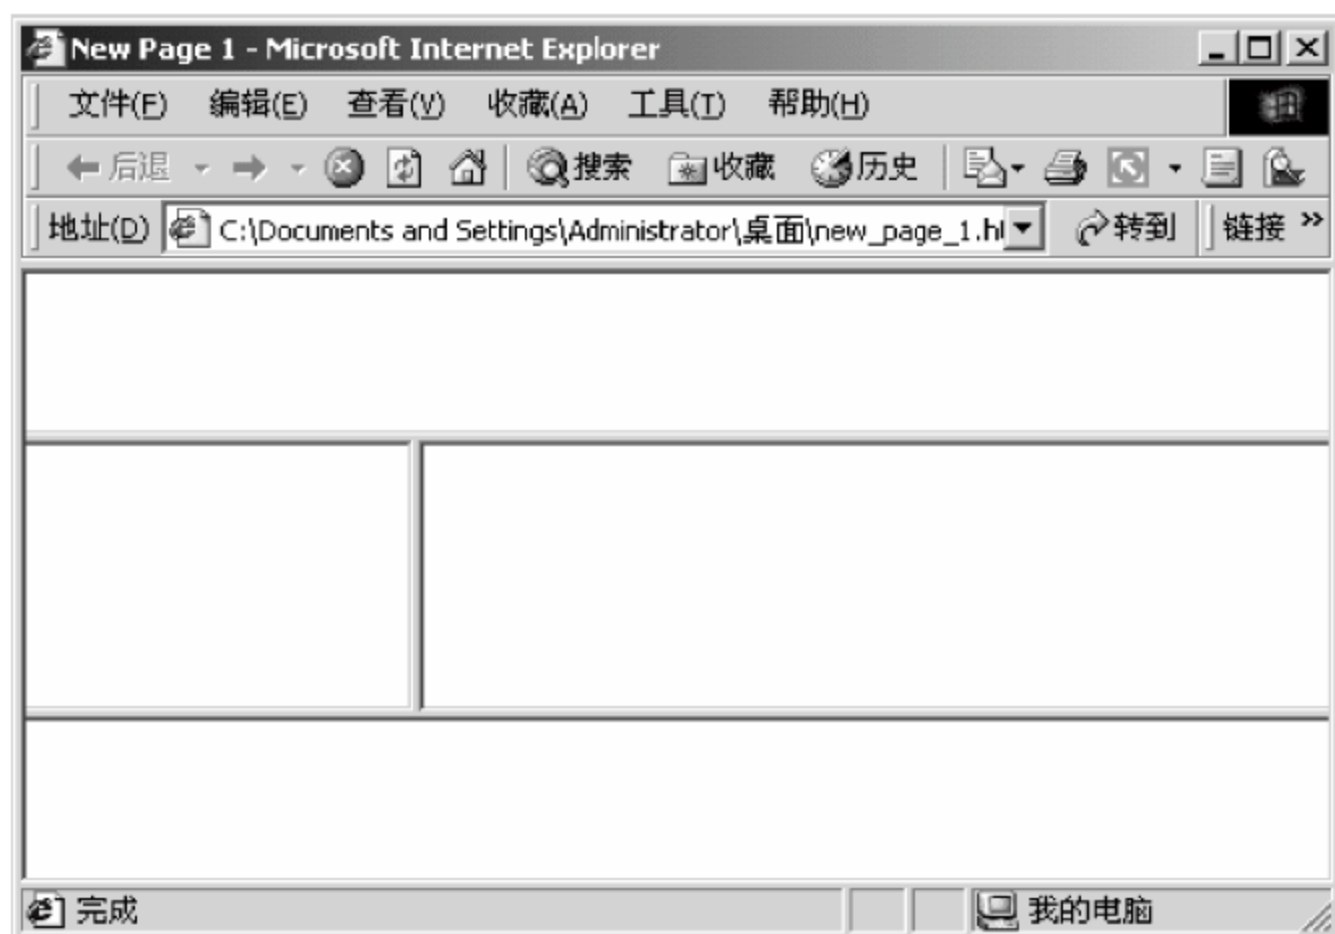 New Page 1 - Microsoft Internet Explorer
文件(F) 编辑(E) 查看(V) 收藏(A) 工具(T) 帮助(H)
后退 搜索 收藏 历史
地址(D) C:\Documents and Settings\Administrator\桌面\new_page_1.h 转到 链接 »
完成 我的电脑